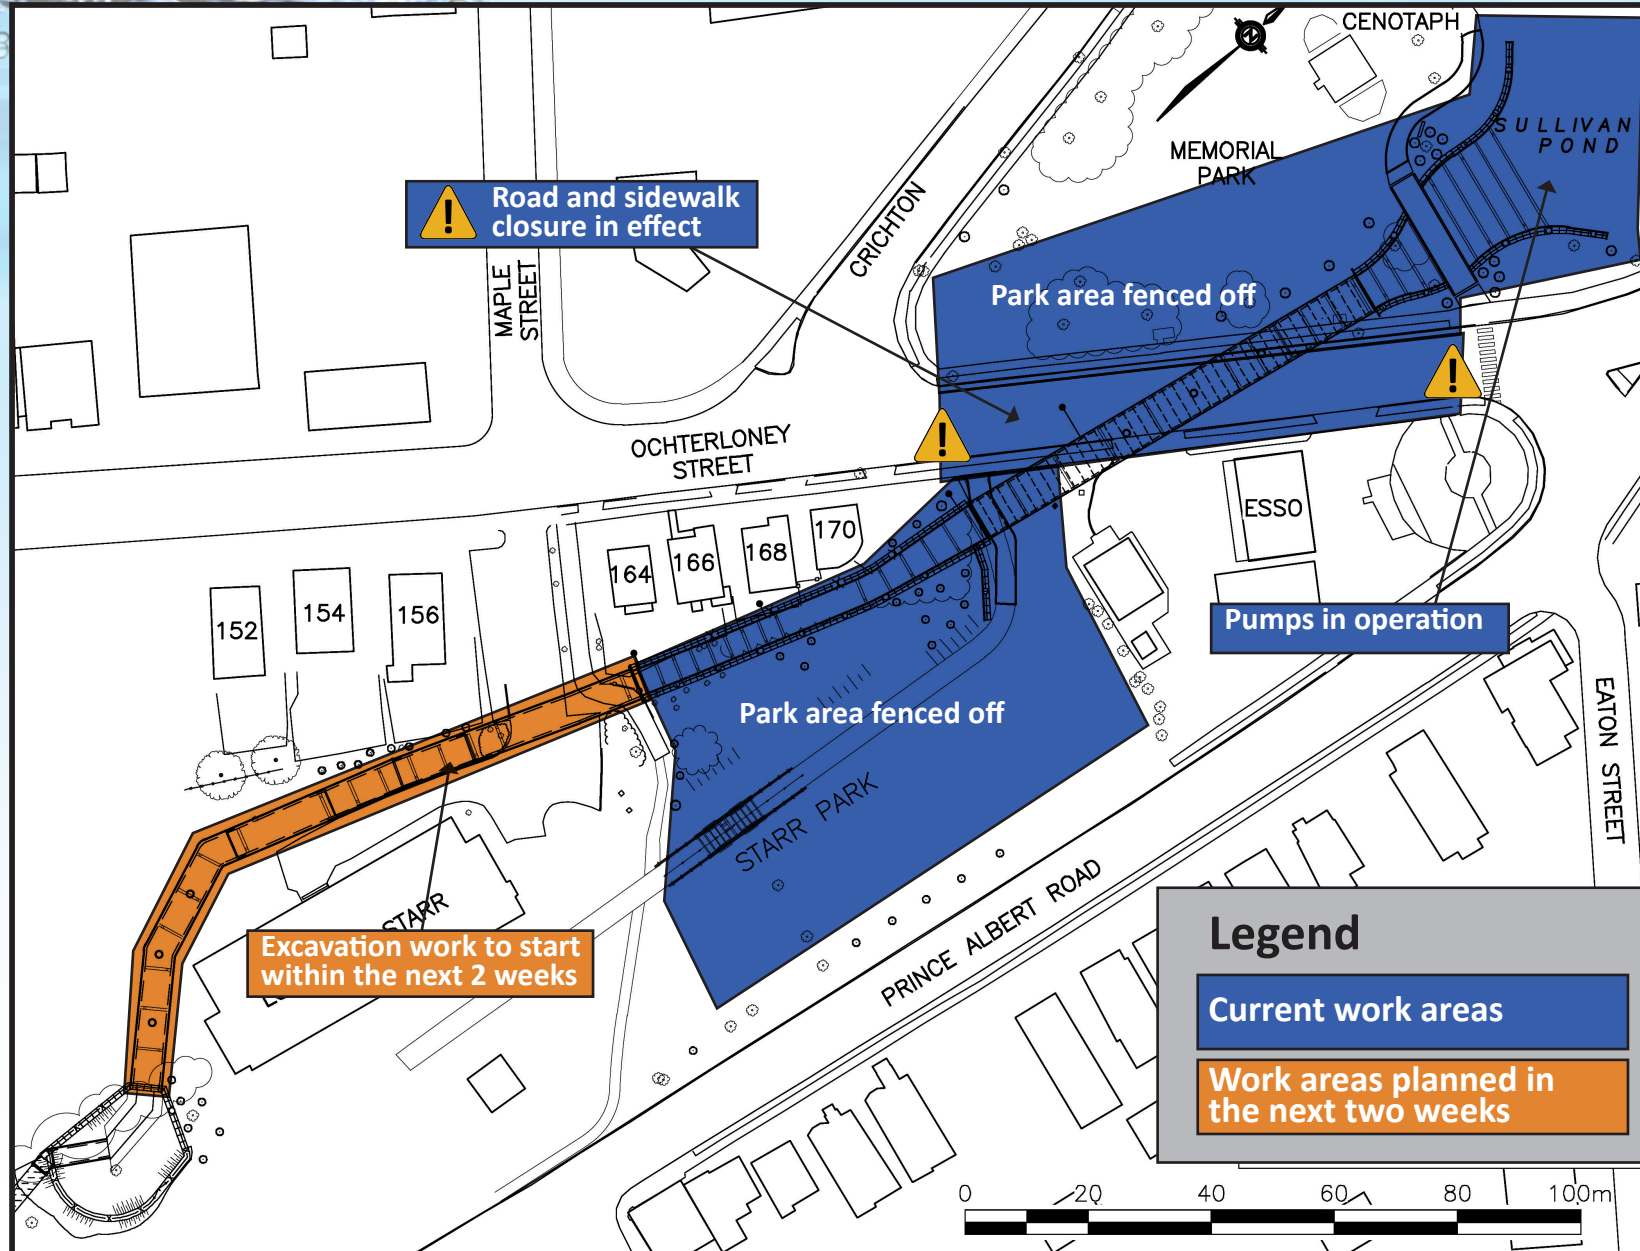 CENOTAPH
SULLIVAN
POND
MEMORIAL
PARK
Road and sidewalk
closure in effect
CRICHTON
MAPLE
STREET
Park area fenced off
OCHTERLONEY
STREET
ESSO
170
168
166
164
156
154
152
Pumps in operation
EATON STREET
Park area fenced off
STARR PARK
PRINCE ALBERT ROAD
STARR
Excavation work to start
within the next 2 weeks
Legend
Current work areas
Work areas planned in
the next two weeks
0 20 40 60 80 100m